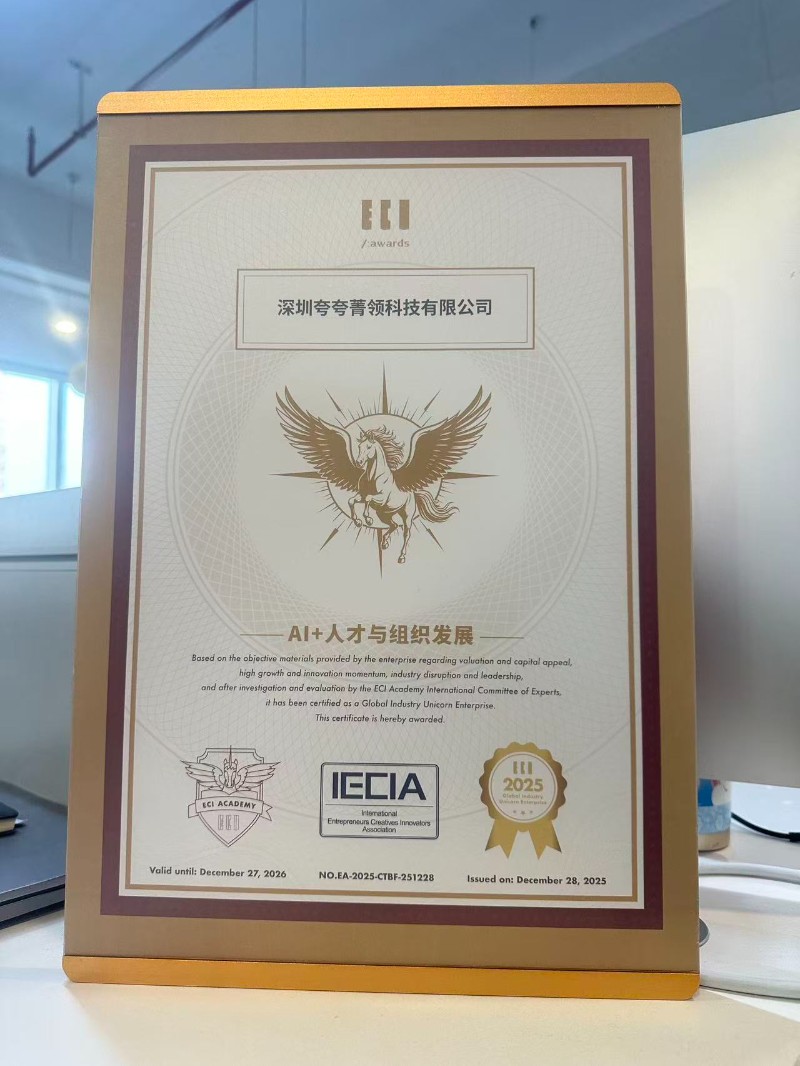 ECI
/:awards
深圳夸夸菁领科技有限公司
AI+人才与组织发展
Based on the objective materials provided by the enterprise regarding valuation and capital appeal,
high growth and innovation momentum, industry disruption and leadership,
and after investigation and evaluation by the ECI Academy International Committee of Experts,
it has been certified as a Global Industry Unicorn Enterprise.
This certificate is hereby awarded.
ECI ACADEMY
ECI
IECIA
International
Entrepreneurs Creatives Innovators
Association
ECI
2025
Global Industry
Unicorn Enterprise
Valid until: December 27, 2026
NO.EA-2025-CTBF-251228
Issued on: December 28, 2025